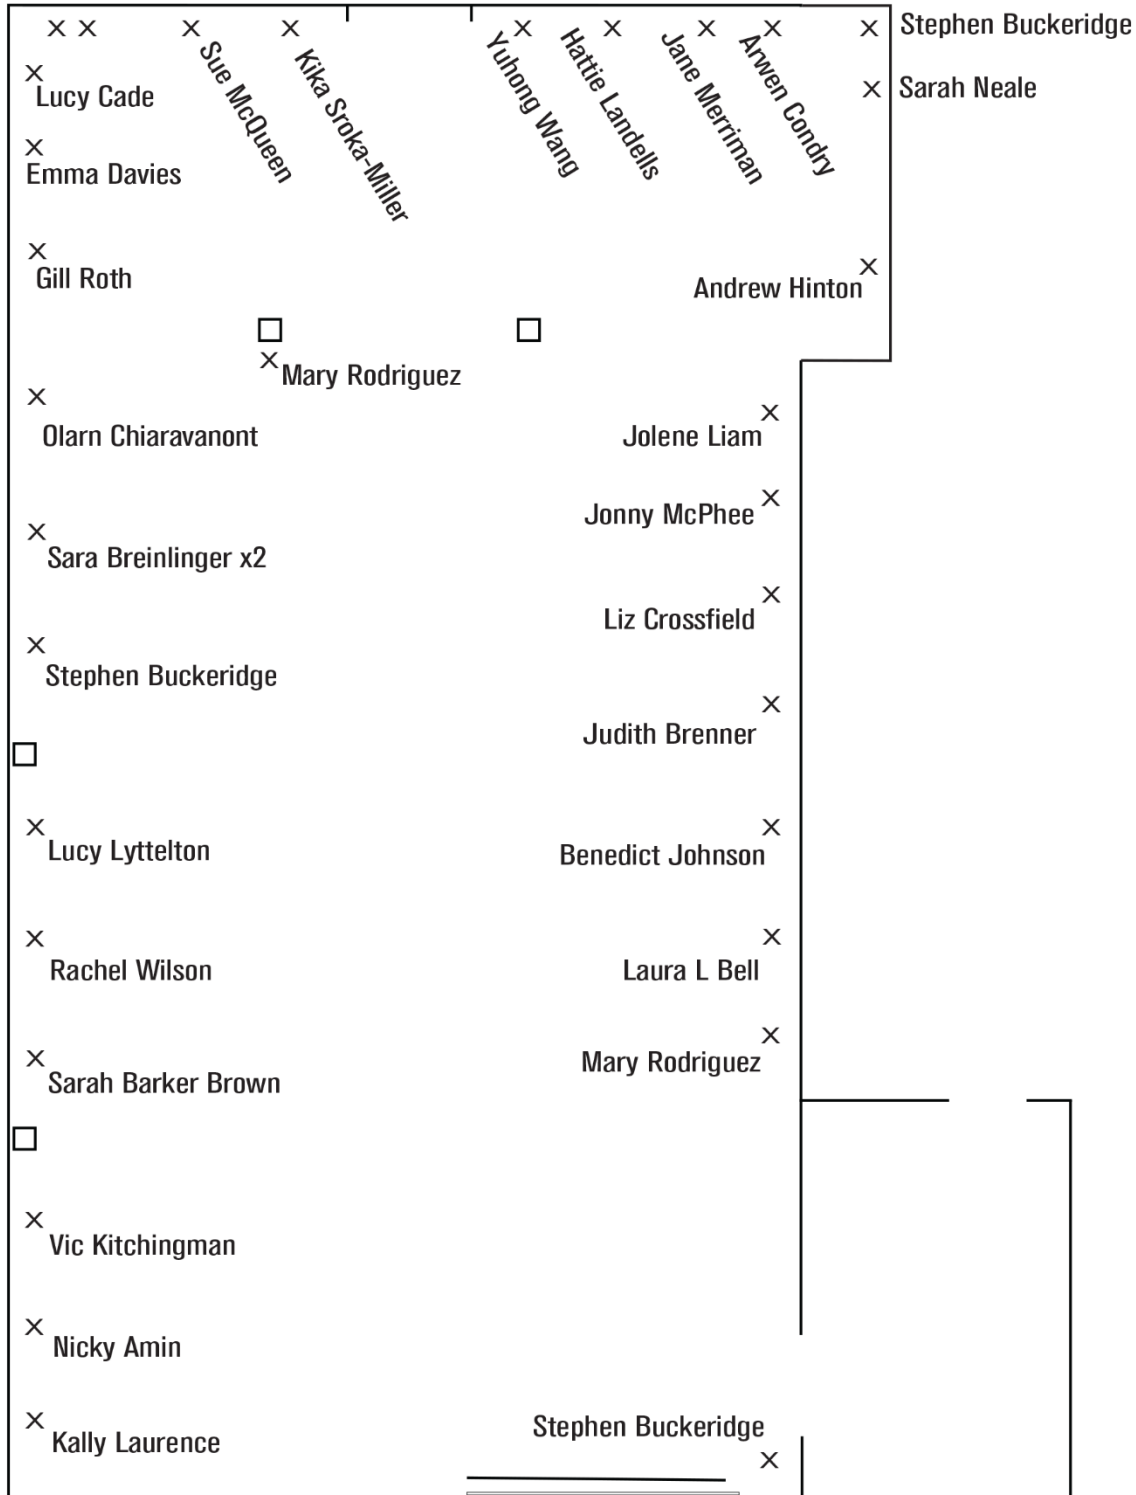 Stephen Buckeridge
Sarah Neale
Lucy Cade
Sue McQueen
Kika Sroka-Miller
Yuhong Wang
Hattie Landells
Jane Merriman
Arwen Condry
Emma Davies
Gill Roth
Andrew Hinton
Mary Rodriguez
Olarn Chiaravanont
Jolene Liam
Jonny McPhee
Sara Breinlinger x2
Liz Crossfield
Stephen Buckeridge
Judith Brenner
Lucy Lyttelton
Benedict Johnson
Rachel Wilson
Laura L Bell
Mary Rodriguez
Sarah Barker Brown
Vic Kitchingman
Nicky Amin
Stephen Buckeridge
Kally Laurence